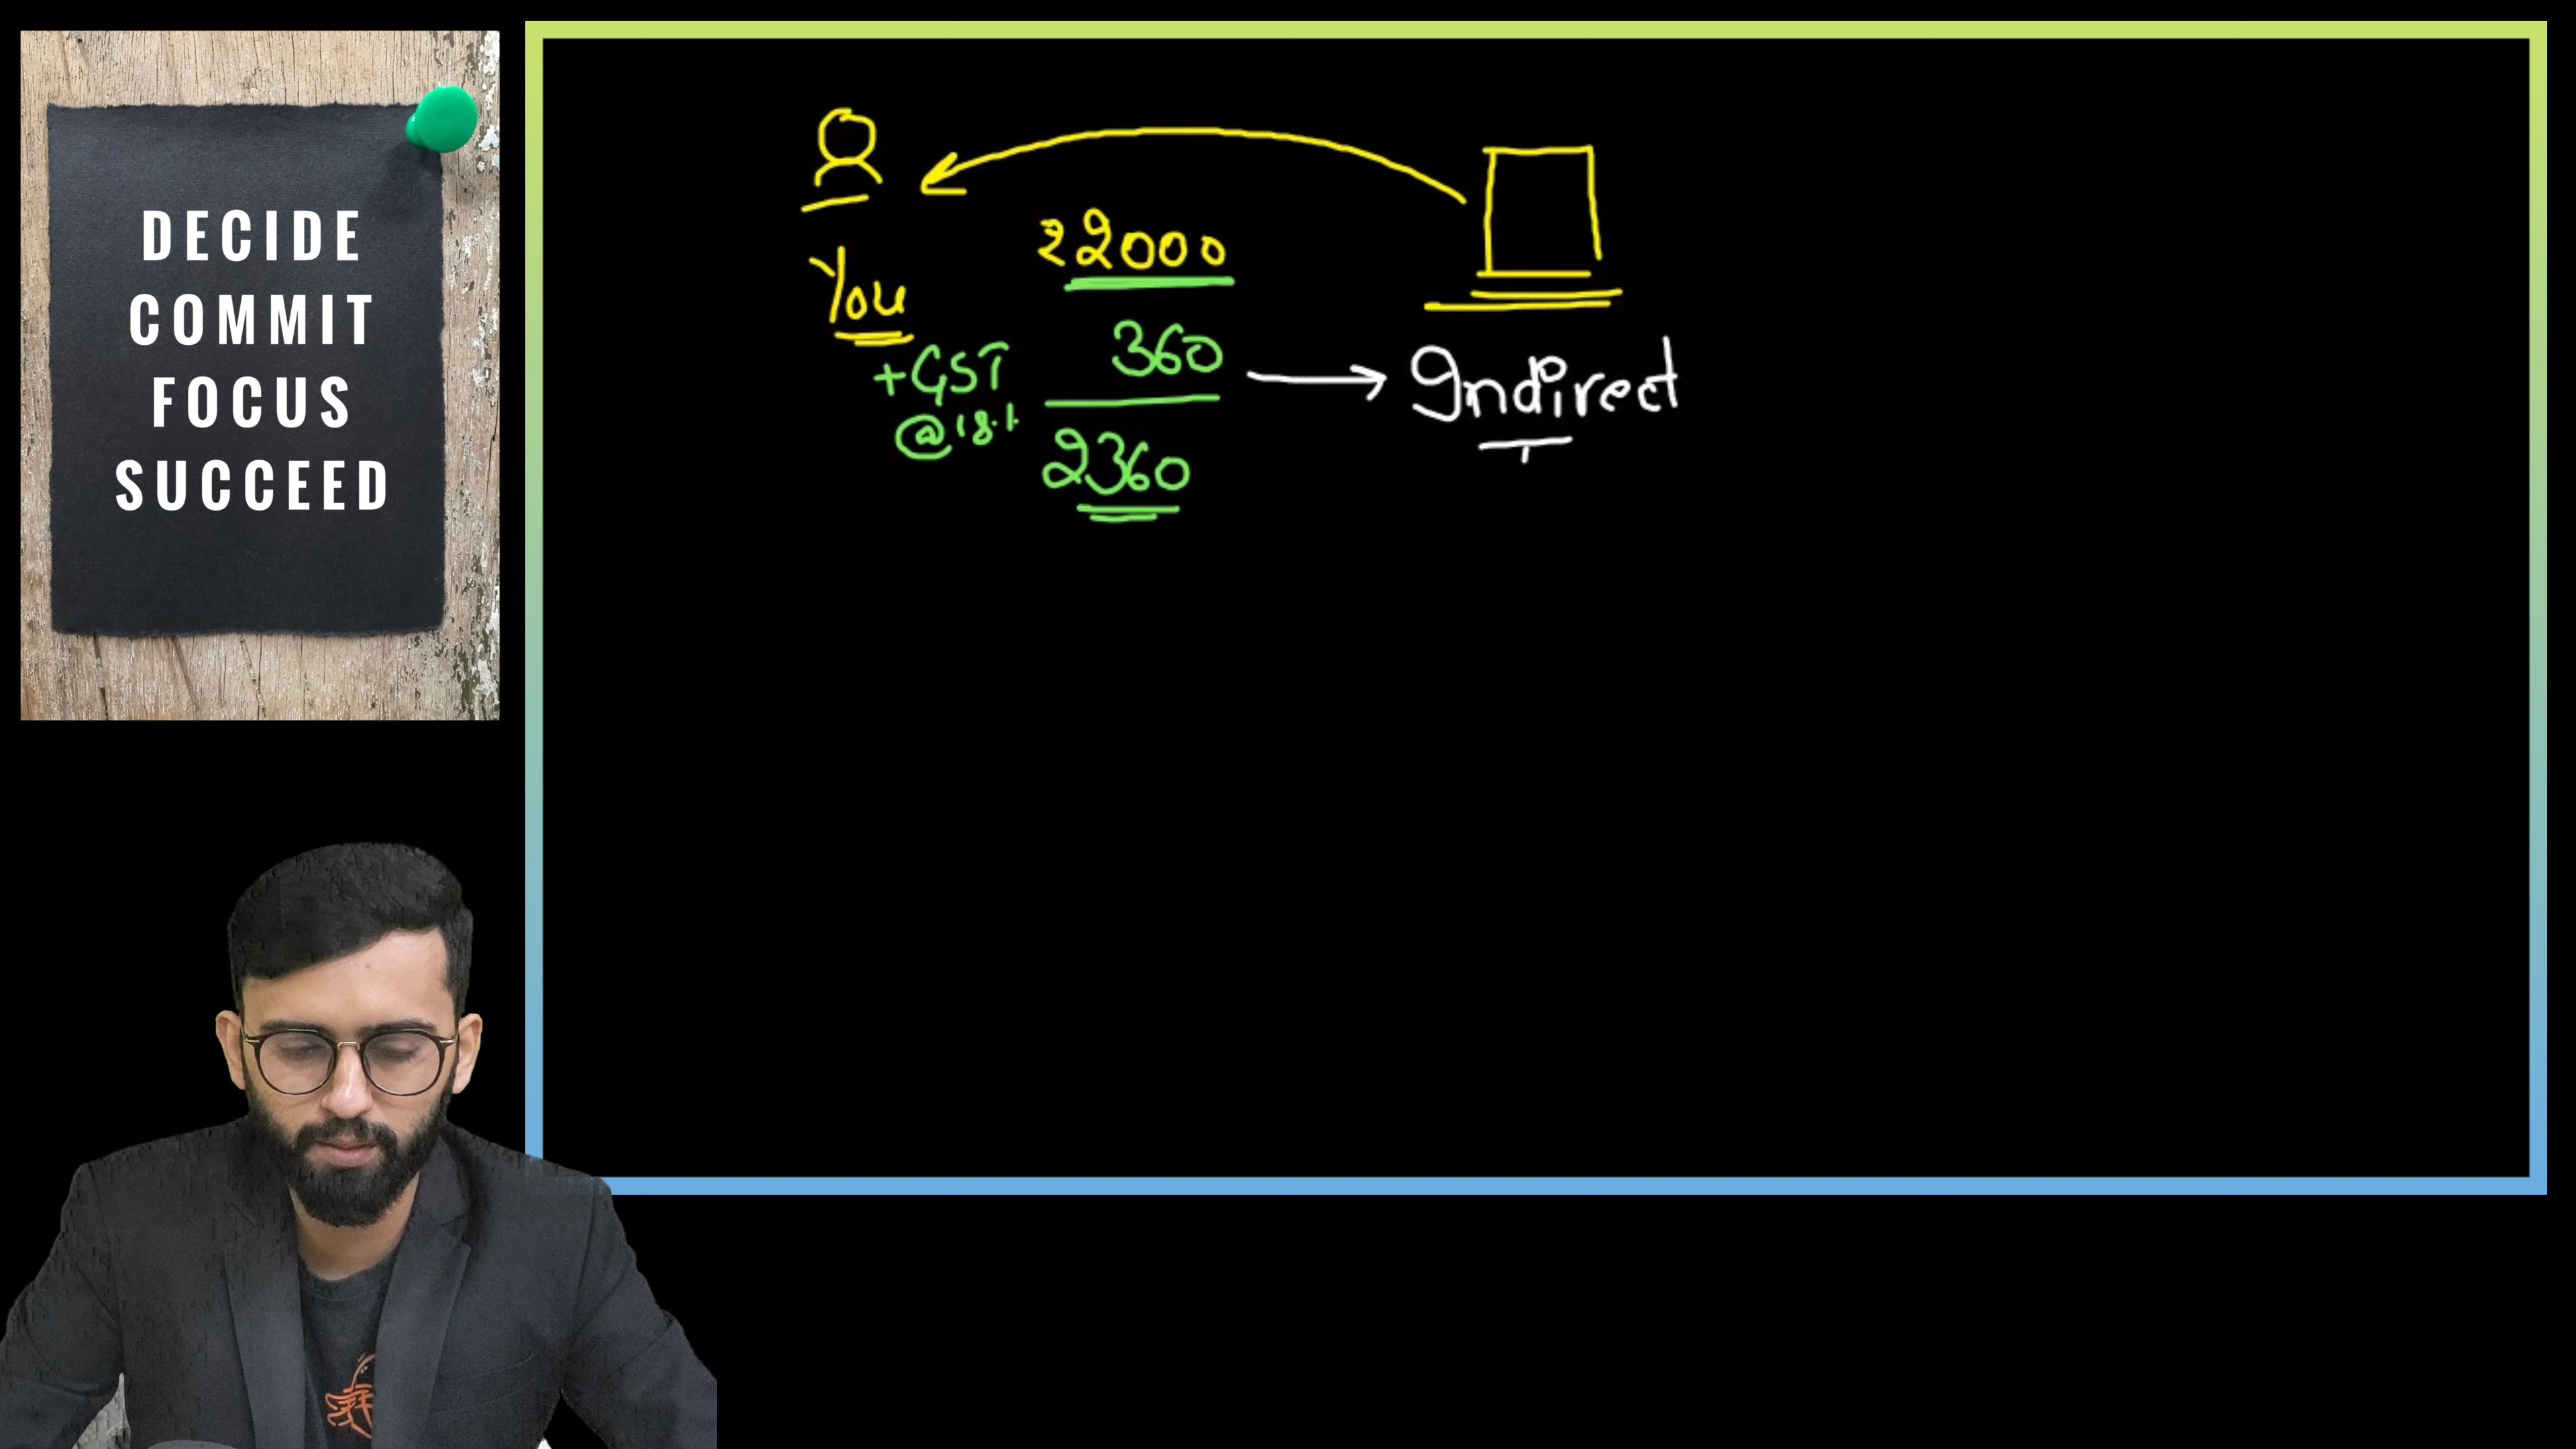 DECIDE
COMMIT
FOCUS
SUCCEED
₹2000
You
+GST 360 → Indirect
@18%
2360